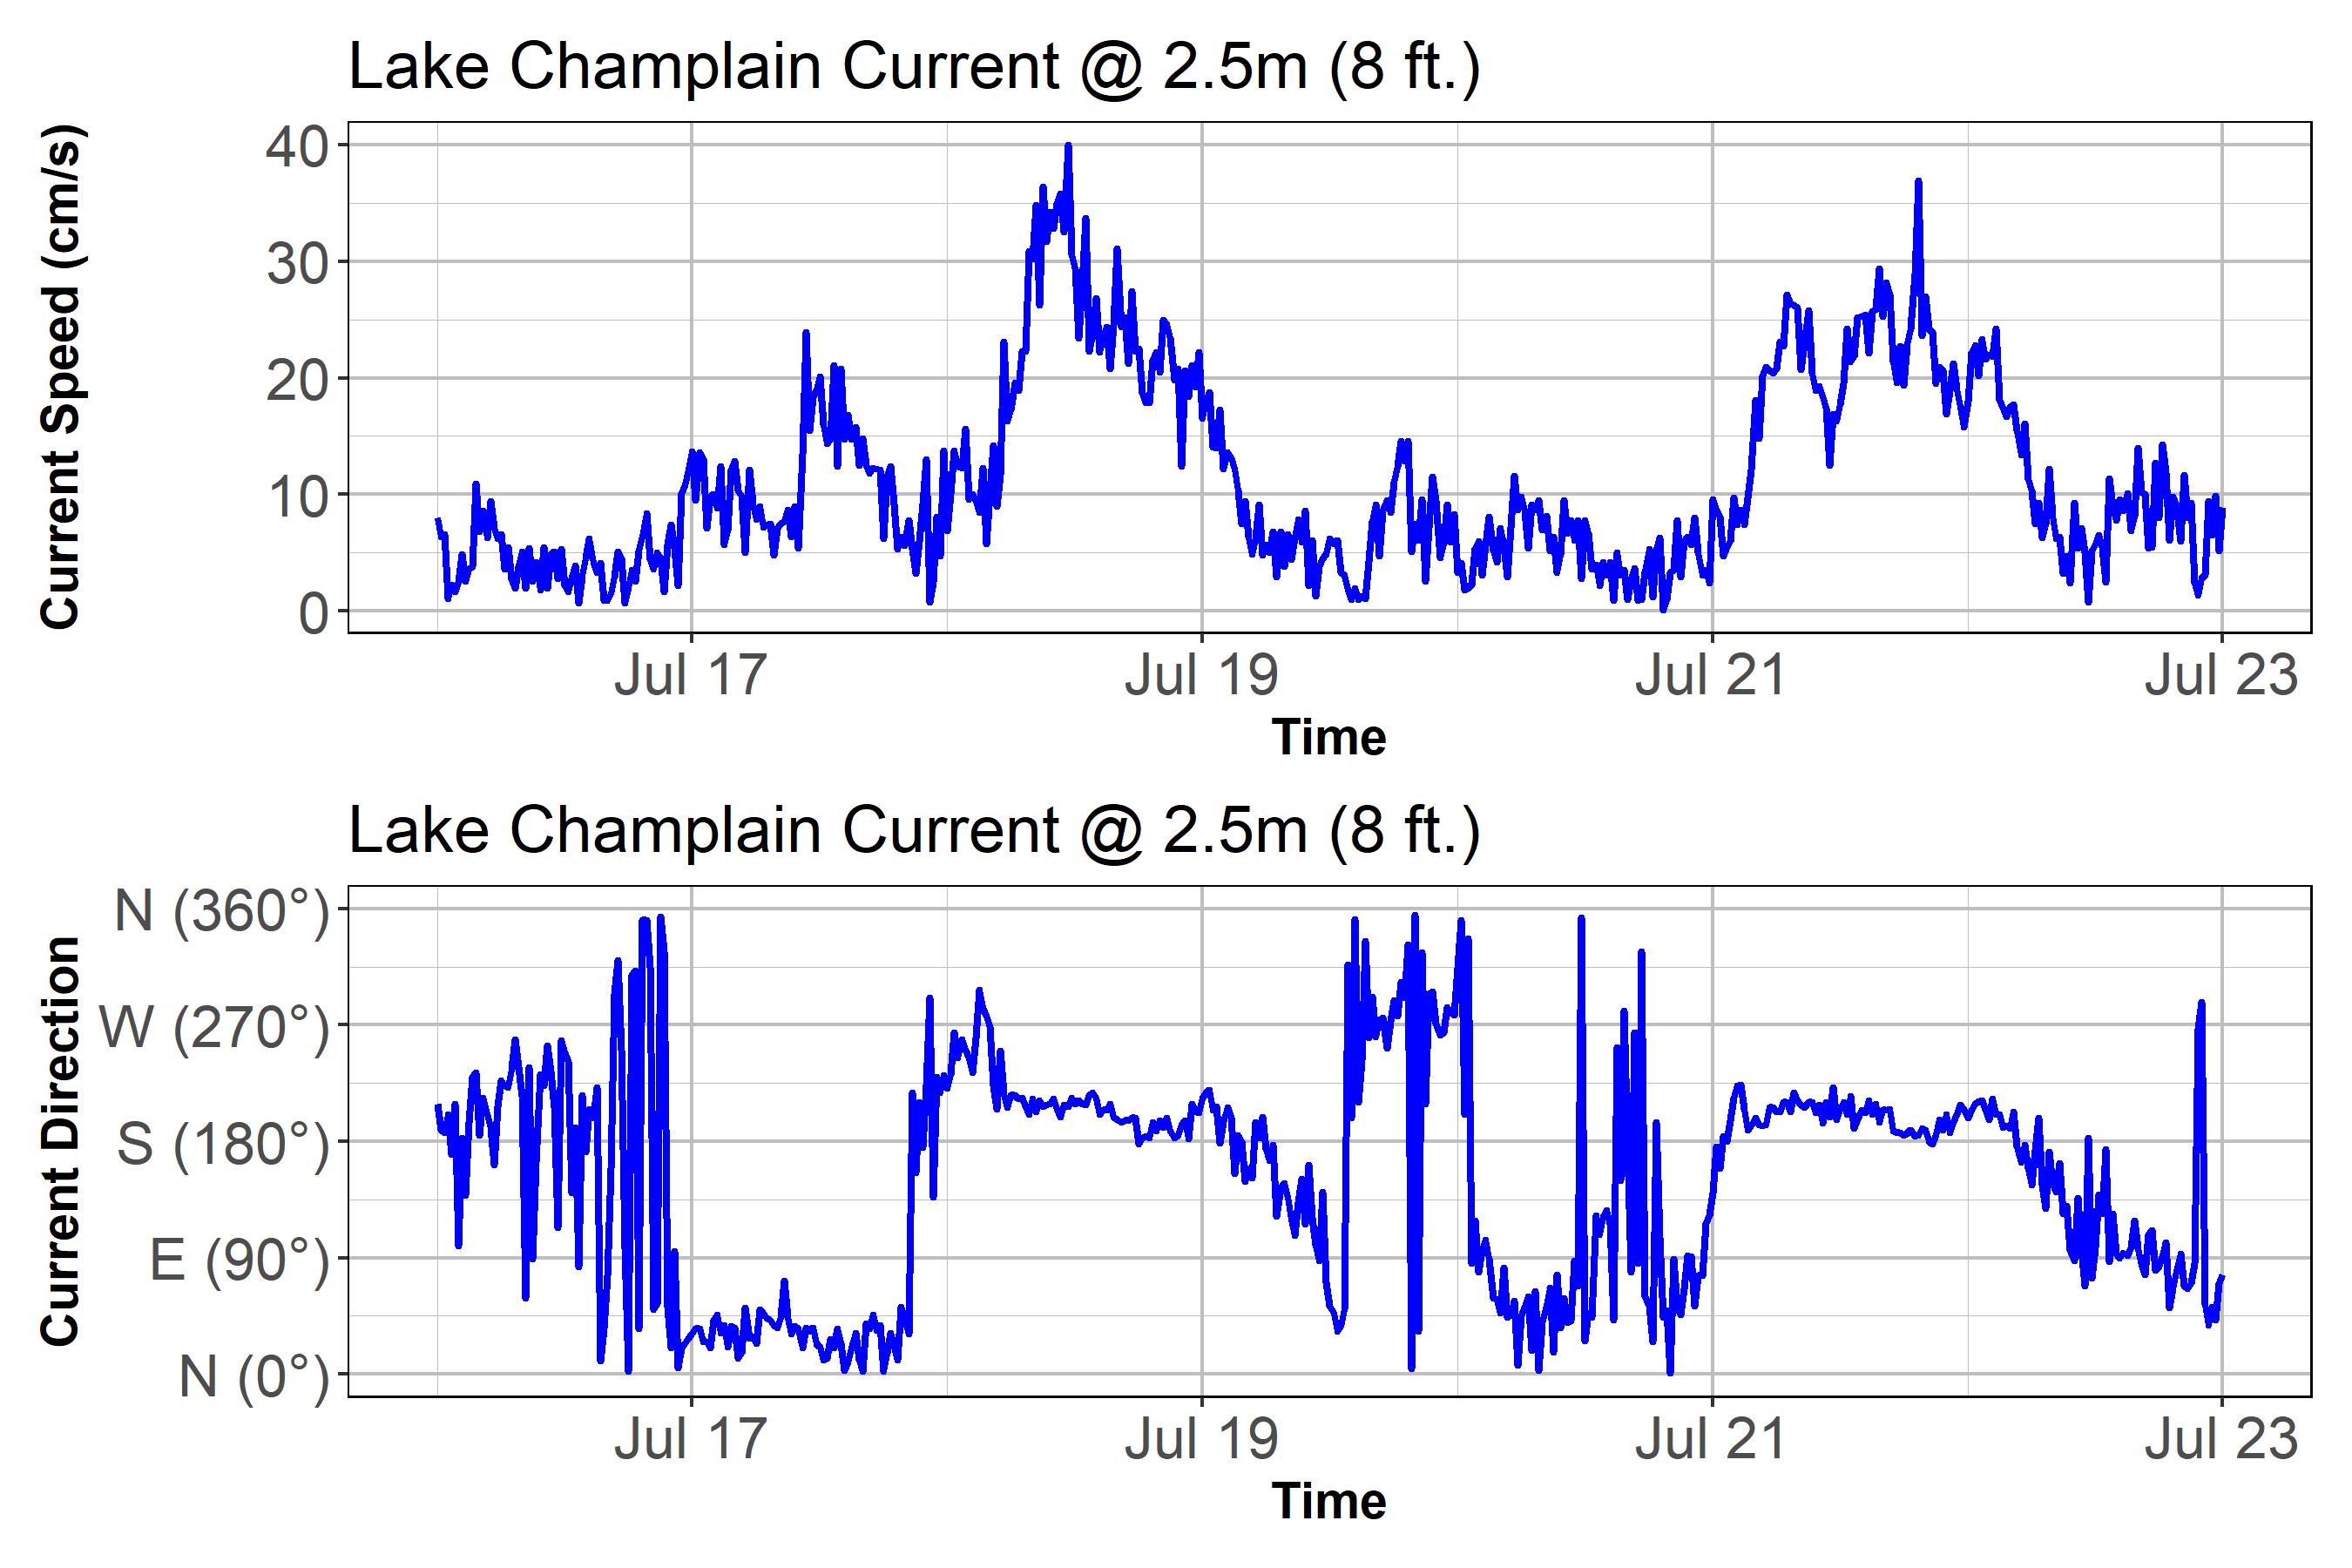 Lake Champlain Current @ 2.5m (8 ft.)
Current Speed (cm/s)
40
30
20
10
0
Jul 17 Jul 19 Jul 21 Jul 23
Time
Lake Champlain Current @ 2.5m (8 ft.)
Current Direction
N (360°)
W (270°)
S (180°)
E (90°)
N (0°)
Jul 17 Jul 19 Jul 21 Jul 23
Time